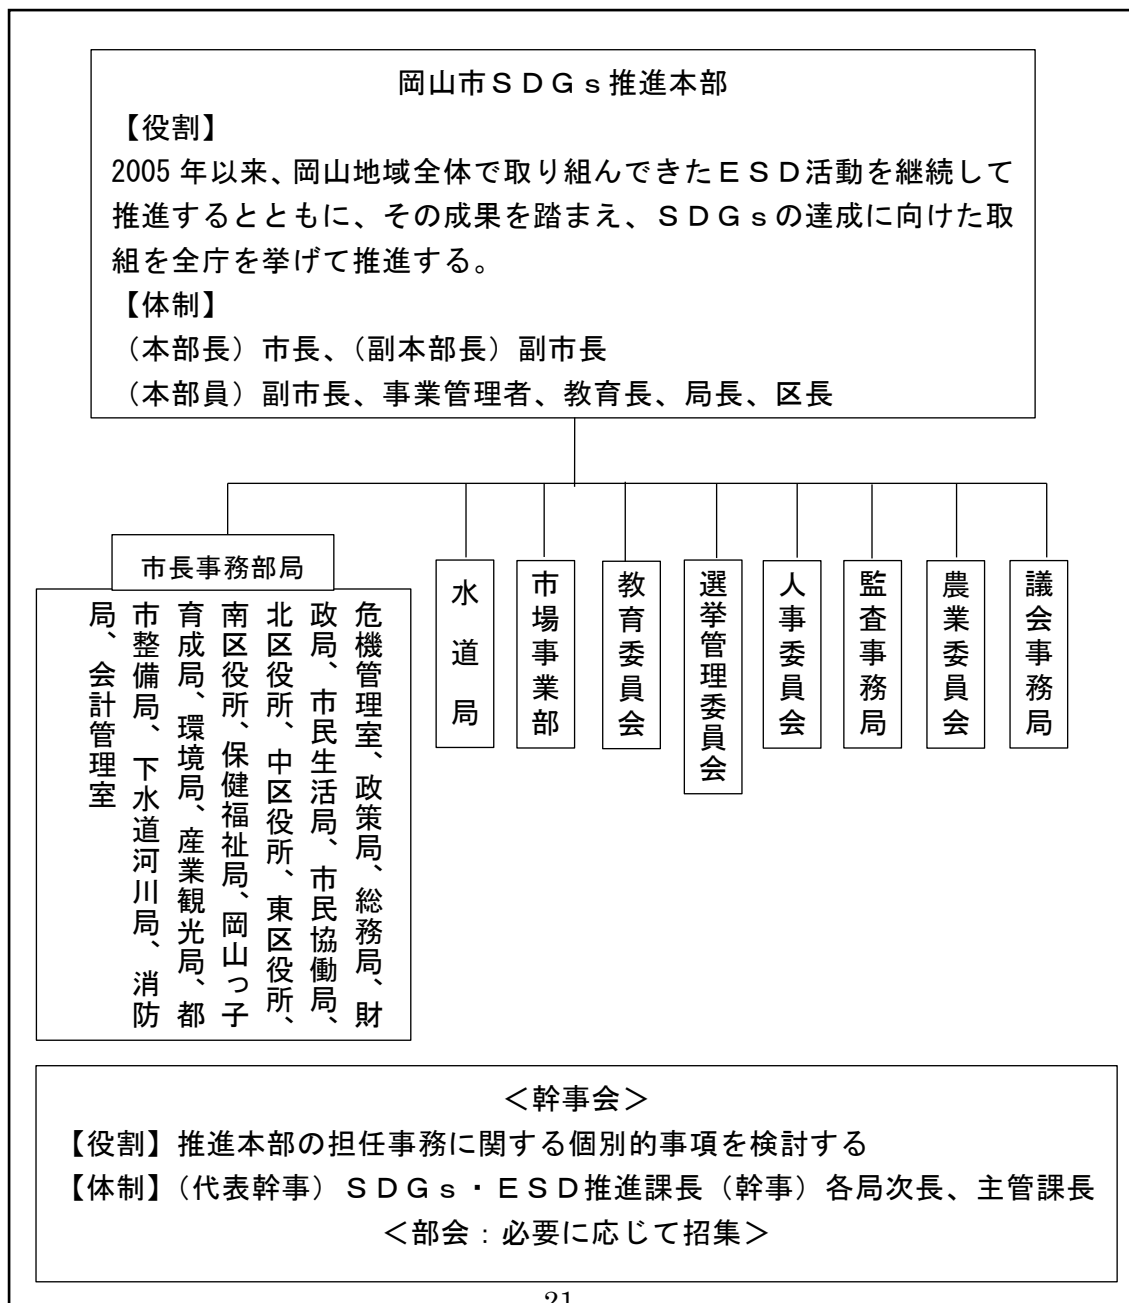 岡山市ＳＤＧｓ推進本部
【役割】
2005年以来、岡山地域全体で取り組んできたＥＳＤ活動を継続して
推進するとともに、その成果を踏まえ、ＳＤＧｓの達成に向けた取
組を全庁を挙げて推進する。
【体制】
（本部長）市長、（副本部長）副市長
（本部員）副市長、事業管理者、教育長、局長、区長
市長事務部局
危機管理室、政策局、総務局、財
政局、市民生活局、市民協働局、
北区役所、中区役所、東区役所、
南区役所、保健福祉局、岡山っ子
育成局、環境局、産業観光局、都
市整備局、下水道河川局、消防
局、会計管理室
水道局
市場事業部
教育委員会
選挙管理委員会
人事委員会
監査事務局
農業委員会
議会事務局
＜幹事会＞
【役割】推進本部の担任事務に関する個別的事項を検討する
【体制】（代表幹事）ＳＤＧｓ・ＥＳＤ推進課長（幹事）各局次長、主管課長
＜部会：必要に応じて招集＞
21